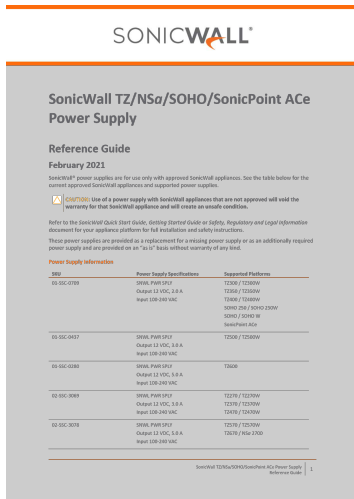 SONICWALL®
SonicWall TZ/NSa/SOHO/SonicPoint ACe
Power Supply
Reference Guide
February 2021
SonicWall® power supplies are for use only with approved SonicWall appliances. See the table below for the
current approved SonicWall appliances and supported power supplies.
CAUTION: Use of a power supply with SonicWall appliances that are not approved will void the
warranty for that SonicWall appliance and will create an unsafe condition.
Refer to the SonicWall Quick Start Guide, Getting Started Guide or Safety, Regulatory and Legal Information
document for your appliance platform for full installation and safety instructions.
These power supplies are provided as a replacement for a missing power supply or as an additionally required
power supply and are provided on an "as is" basis without warranty of any kind.
Power Supply Information
SKU Power Supply Specifications Supported Platforms
01-SSC-0709 SNWL PWR SPLY TZ300 / TZ300W
Output 12 VDC, 2.0 A TZ350 / TZ350W
Input 100-240 VAC TZ400 / TZ400W
SOHO 250 / SOHO 250W
SOHO / SOHO W
SonicPoint ACe
01-SSC-0437 SNWL PWR SPLY TZ500 / TZ500W
Output 12 VDC, 3.0 A
Input 100-240 VAC
01-SSC-0280 SNWL PWR SPLY TZ600
Output 12 VDC, 5.0 A
Input 100-240 VAC
02-SSC-3069 SNWL PWR SPLY TZ270 / TZ270W
Output 12 VDC, 3.0 A TZ370 / TZ370W
Input 100-240 VAC TZ470 / TZ470W
02-SSC-3078 SNWL PWR SPLY TZ570 / TZ570W
Output 12 VDC, 5.0 A TZ670 / NSa 2700
Input 100-240 VAC
SonicWall TZ/NSa/SOHO/SonicPoint ACe Power Supply
Reference Guide
1